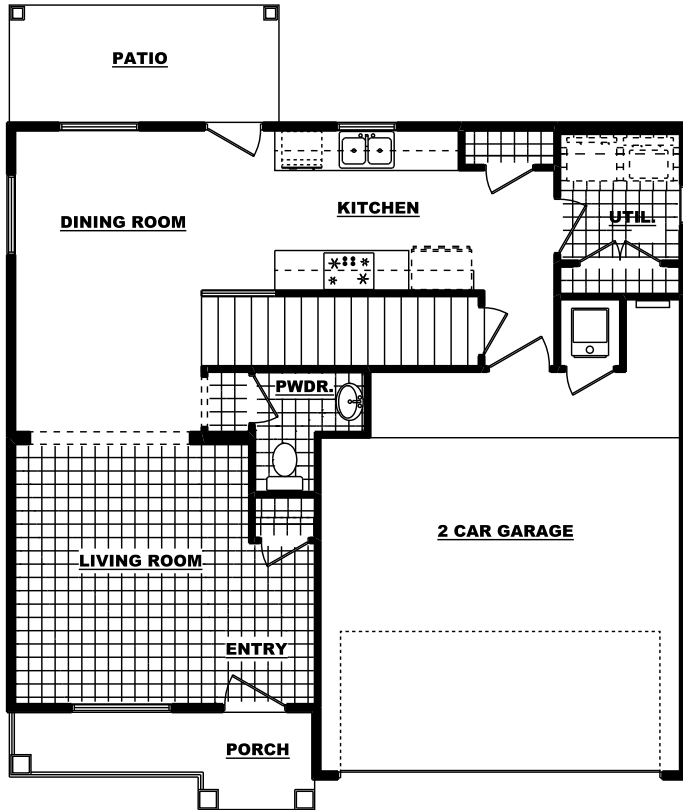 PATIO
DINING ROOM
KITCHEN
UTIL.
PWDR.
2 CAR GARAGE
LIVING ROOM
ENTRY
PORCH